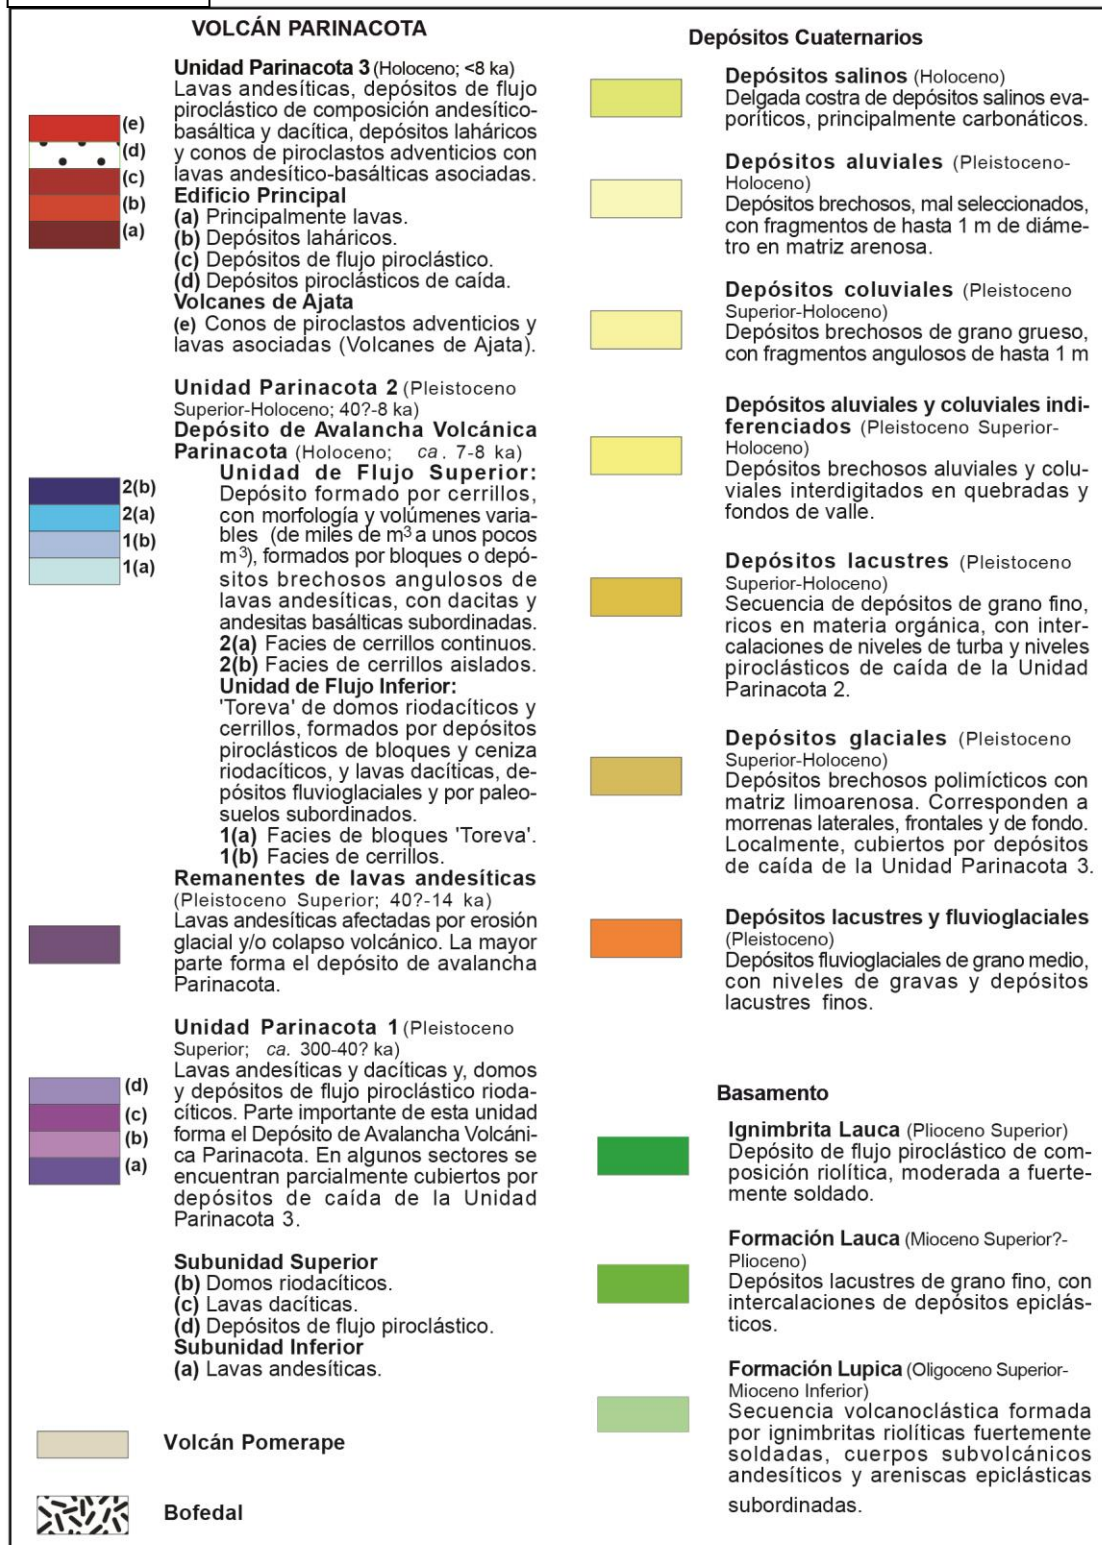 VOLCÁN PARINACOTA
Unidad Parinacota 3 (Holoceno; <8 ka)
Lavas andesíticas, depósitos de flujo
piroclástico de composición andesítico-
basáltica y dacítica, depósitos laháricos
y conos de piroclastos adventicios con
lavas andesítico-basálticas asociadas.
Edificio Principal
(a) Principalmente lavas.
(b) Depósitos laháricos.
(c) Depósitos de flujo piroclástico.
(d) Depósitos piroclásticos de caída.
Volcanes de Ajata
(e) Conos de piroclastos adventicios y
lavas asociadas (Volcanes de Ajata).
(e)
(d)
(c)
(b)
(a)
Unidad Parinacota 2 (Pleistoceno
Superior-Holoceno; 40?-8 ka)
Depósito de Avalancha Volcánica
Parinacota (Holoceno; ca. 7-8 ka)
Unidad de Flujo Superior:
Depósito formado por cerrillos,
con morfología y volúmenes varia-
bles (de miles de m3 a unos pocos
m3), formados por bloques o depó-
sitos brechosos angulosos de
lavas andesíticas, con dacitas y
andesitas basálticas subordinadas.
2(a) Facies de cerrillos continuos.
2(b) Facies de cerrillos aislados.
Unidad de Flujo Inferior:
'Toreva' de domos riodacíticos y
cerrillos, formados por depósitos
piroclásticos de bloques y ceniza
riodacíticos, y lavas dacíticas, de-
pósitos fluvioglaciales y por paleo-
suelos subordinados.
1(a) Facies de bloques 'Toreva'.
1(b) Facies de cerrillos.
2(b)
2(a)
1(b)
1(a)
Remanentes de lavas andesíticas
(Pleistoceno Superior; 40?-14 ka)
Lavas andesíticas afectadas por erosión
glacial y/o colapso volcánico. La mayor
parte forma el depósito de avalancha
Parinacota.
Unidad Parinacota 1 (Pleistoceno
Superior; ca. 300-40? ka)
Lavas andesíticas y dacíticas y, domos
y depósitos de flujo piroclástico rioda-
cíticos. Parte importante de esta unidad
forma el Depósito de Avalancha Volcáni-
ca Parinacota. En algunos sectores se
encuentran parcialmente cubiertos por
depósitos de caída de la Unidad
Parinacota 3.
(d)
(c)
(b)
(a)
Subunidad Superior
(b) Domos riodacíticos.
(c) Lavas dacíticas.
(d) Depósitos de flujo piroclástico.
Subunidad Inferior
(a) Lavas andesíticas.
Volcán Pomerape
Bofedal
Depósitos Cuaternarios
Depósitos salinos (Holoceno)
Delgada costra de depósitos salinos eva-
poríticos, principalmente carbonáticos.
Depósitos aluviales (Pleistoceno-
Holoceno)
Depósitos brechosos, mal seleccionados,
con fragmentos de hasta 1 m de diáme-
tro en matriz arenosa.
Depósitos coluviales (Pleistoceno
Superior-Holoceno)
Depósitos brechosos de grano grueso,
con fragmentos angulosos de hasta 1 m
Depósitos aluviales y coluviales indi-
ferenciados (Pleistoceno Superior-
Holoceno)
Depósitos brechosos aluviales y colu-
viales interdigitados en quebradas y
fondos de valle.
Depósitos lacustres (Pleistoceno
Superior-Holoceno)
Secuencia de depósitos de grano fino,
ricos en materia orgánica, con inter-
calaciones de niveles de turba y niveles
piroclásticos de caída de la Unidad
Parinacota 2.
Depósitos glaciales (Pleistoceno
Superior-Holoceno)
Depósitos brechosos polimícticos con
matriz limoarenosa. Corresponden a
morrenas laterales, frontales y de fondo.
Localmente, cubiertos por depósitos
de caída de la Unidad Parinacota 3.
Depósitos lacustres y fluvioglaciales
(Pleistoceno)
Depósitos fluvioglaciales de grano medio,
con niveles de gravas y depósitos
lacustres finos.
Basamento
Ignimbrita Lauca (Plioceno Superior)
Depósito de flujo piroclástico de com-
posición riolítica, moderada a fuerte-
mente soldado.
Formación Lauca (Mioceno Superior?-
Plioceno)
Depósitos lacustres de grano fino, con
intercalaciones de depósitos epiclás-
ticos.
Formación Lupica (Oligoceno Superior-
Mioceno Inferior)
Secuencia volcanoclástica formada
por ignimbritas riolíticas fuertemente
soldadas, cuerpos subvolcánicos
andesíticos y areniscas epiclásticas
subordinadas.